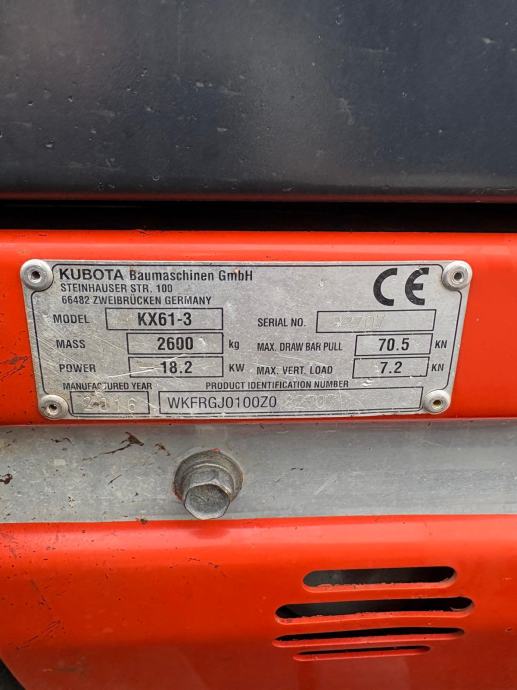 KUBOTA Baumaschinen GmbH
STEINHAUSER STR. 100
66482 ZWEIBRÜCKEN GERMANY
CE
MODEL KX61-3 SERIAL NO.
MASS 2600 kg MAX. DRAW BAR PULL 70.5 KN
POWER 18.2 KW MAX. VERT. LOAD 7.2 KN
MANUFACTURED YEAR PRODUCT IDENTIFICATION NUMBER
2016 WKFRGJ0100Z0